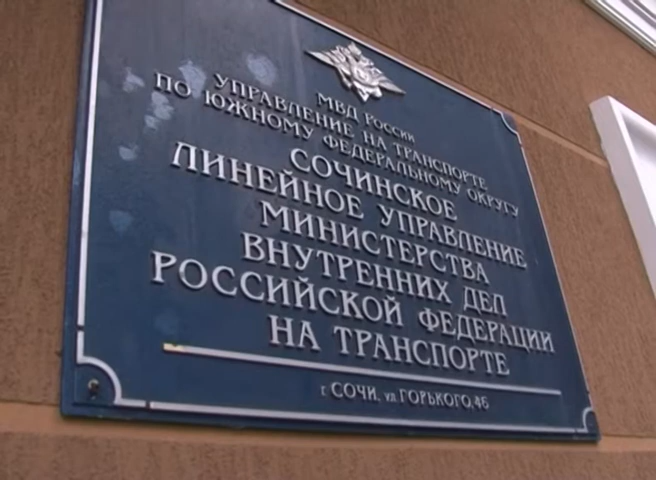 МВД РОССИИ
УПРАВЛЕНИЕ НА ТРАНСПОРТЕ
ПО ЮЖНОМУ ФЕДЕРАЛЬНОМУ ОКРУГУ
СОЧИНСКОЕ
ЛИНЕЙНОЕ УПРАВЛЕНИЕ
МИНИСТЕРСТВА
ВНУТРЕННИХ ДЕЛ
РОССИЙСКОЙ ФЕДЕРАЦИИ
НА ТРАНСПОРТЕ
г. СОЧИ, ул. ГОРЬКОГО, 46